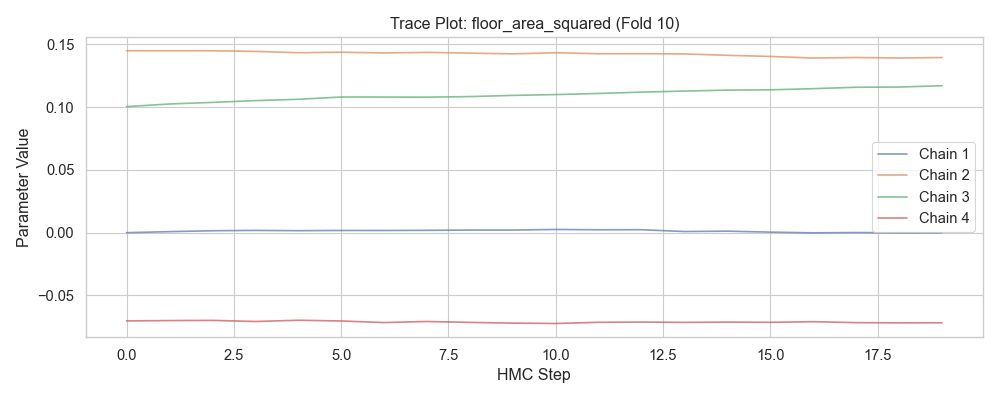 Trace Plot: floor_area_squared (Fold 10)
Parameter Value
0.15
0.10
0.05
0.00
−0.05
Chain 1
Chain 2
Chain 3
Chain 4
0.0 2.5 5.0 7.5 10.0 12.5 15.0 17.5
HMC Step